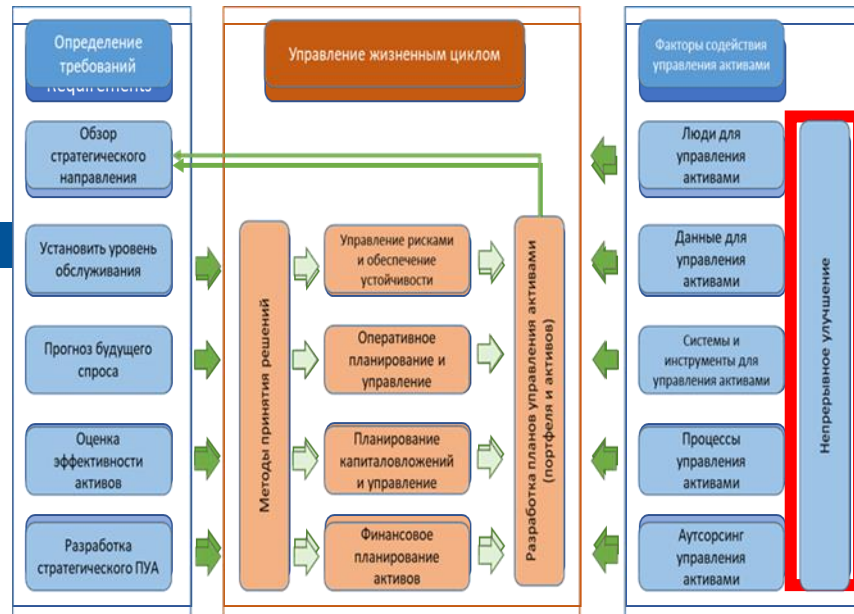 Определение
требований
Requirements
Обзор
стратегического
направления
Установить уровень
обслуживания
Прогноз будущего
спроса
Оценка
эффективности
активов
Разработка
стратегического ПУА
Управление жизненным циклом
Методы принятия решений
Управление рисками
и обеспечение
устойчивости
Оперативное
планирование и
управление
Планирование
капиталовложений
и управление
Финансовое
планирование
активов
Разработка планов управления активами
(портфеля и активов)
Факторы содействия
управления активами
Люди для
управления
активами
Данные для
управления
активами
Системы и
инструменты для
управления активами
Процессы
управления
активами
Аутсорсинг
управления
активами
Непрерывное улучшение